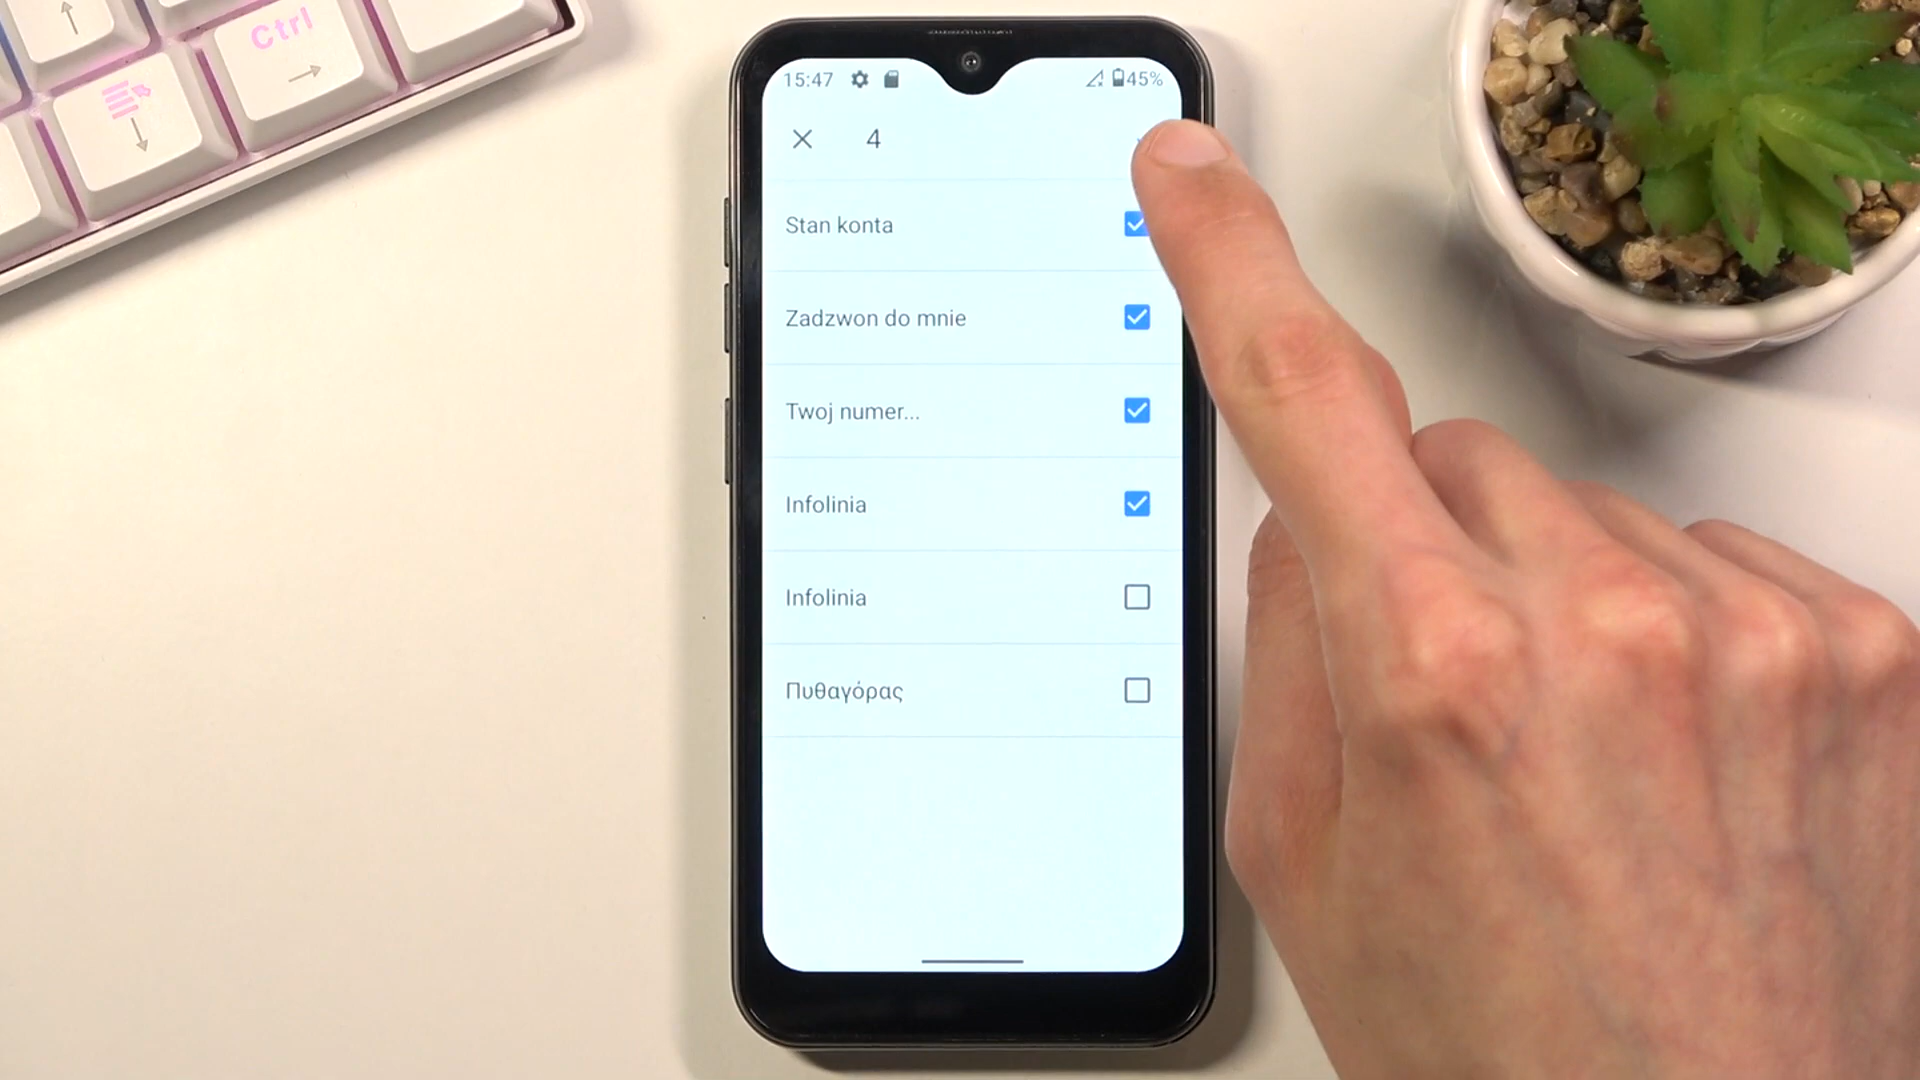 Ctrl
15:47 45%
4
Stan konta
Zadzwon do mnie
Twoj numer...
Infolinia
Infolinia
Πυθαγόρας